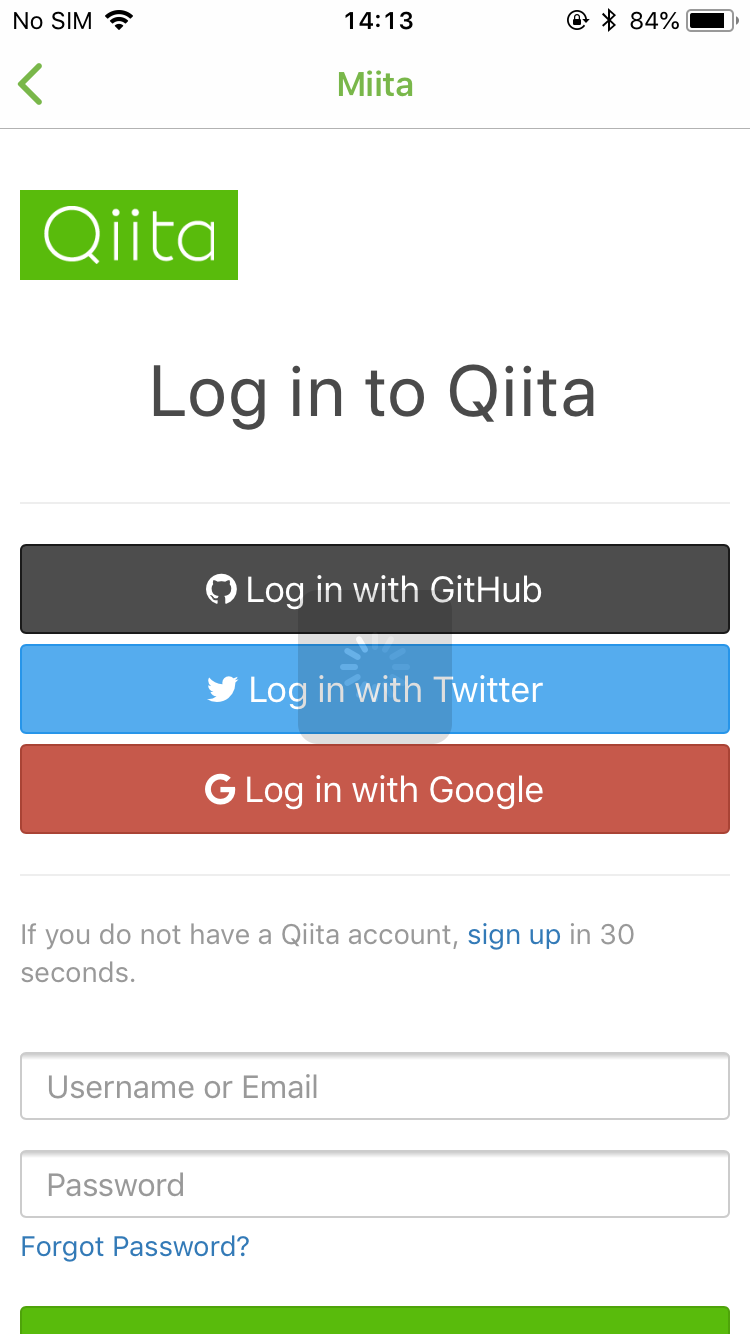 No SIM 14:13 84%
Miita
Qiita
Log in to Qiita
Log in with GitHub
Log in with Twitter
Log in with Google
If you do not have a Qiita account, sign up in 30
seconds.
Username or Email
Password
Forgot Password?